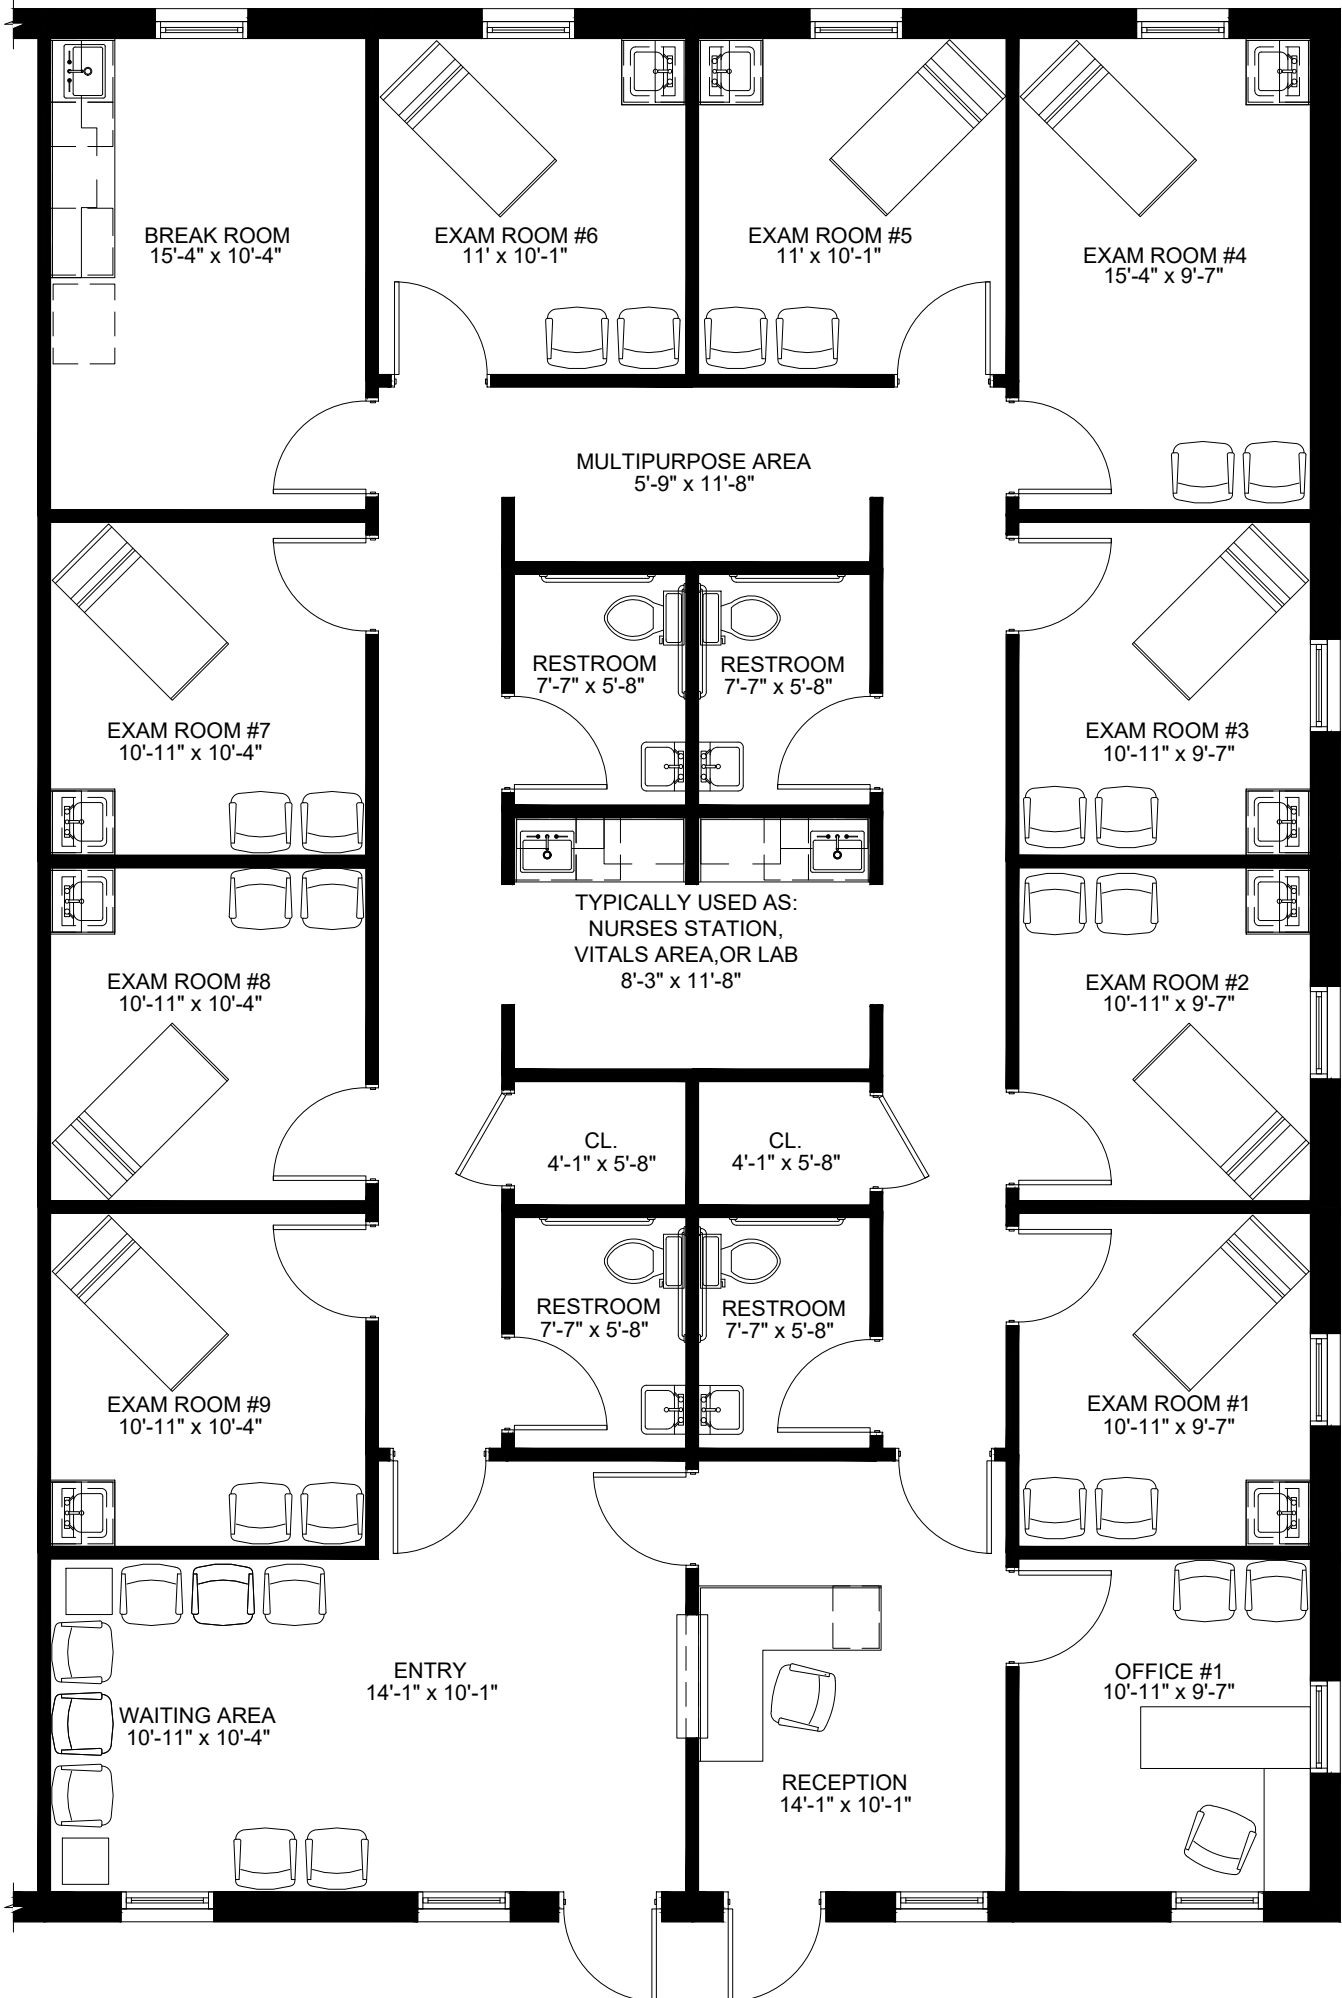 BREAK ROOM
15'-4" x 10'-4"
EXAM ROOM #6
11' x 10'-1"
EXAM ROOM #5
11' x 10'-1"
EXAM ROOM #4
15'-4" x 9'-7"
MULTIPURPOSE AREA
5'-9" x 11'-8"
RESTROOM
7'-7" x 5'-8"
RESTROOM
7'-7" x 5'-8"
EXAM ROOM #7
10'-11" x 10'-4"
EXAM ROOM #3
10'-11" x 9'-7"
TYPICALLY USED AS:
NURSES STATION,
VITALS AREA,OR LAB
8'-3" x 11'-8"
EXAM ROOM #8
10'-11" x 10'-4"
EXAM ROOM #2
10'-11" x 9'-7"
CL.
4'-1" x 5'-8"
CL.
4'-1" x 5'-8"
RESTROOM
7'-7" x 5'-8"
RESTROOM
7'-7" x 5'-8"
EXAM ROOM #9
10'-11" x 10'-4"
EXAM ROOM #1
10'-11" x 9'-7"
ENTRY
14'-1" x 10'-1"
OFFICE #1
10'-11" x 9'-7"
WAITING AREA
10'-11" x 10'-4"
RECEPTION
14'-1" x 10'-1"